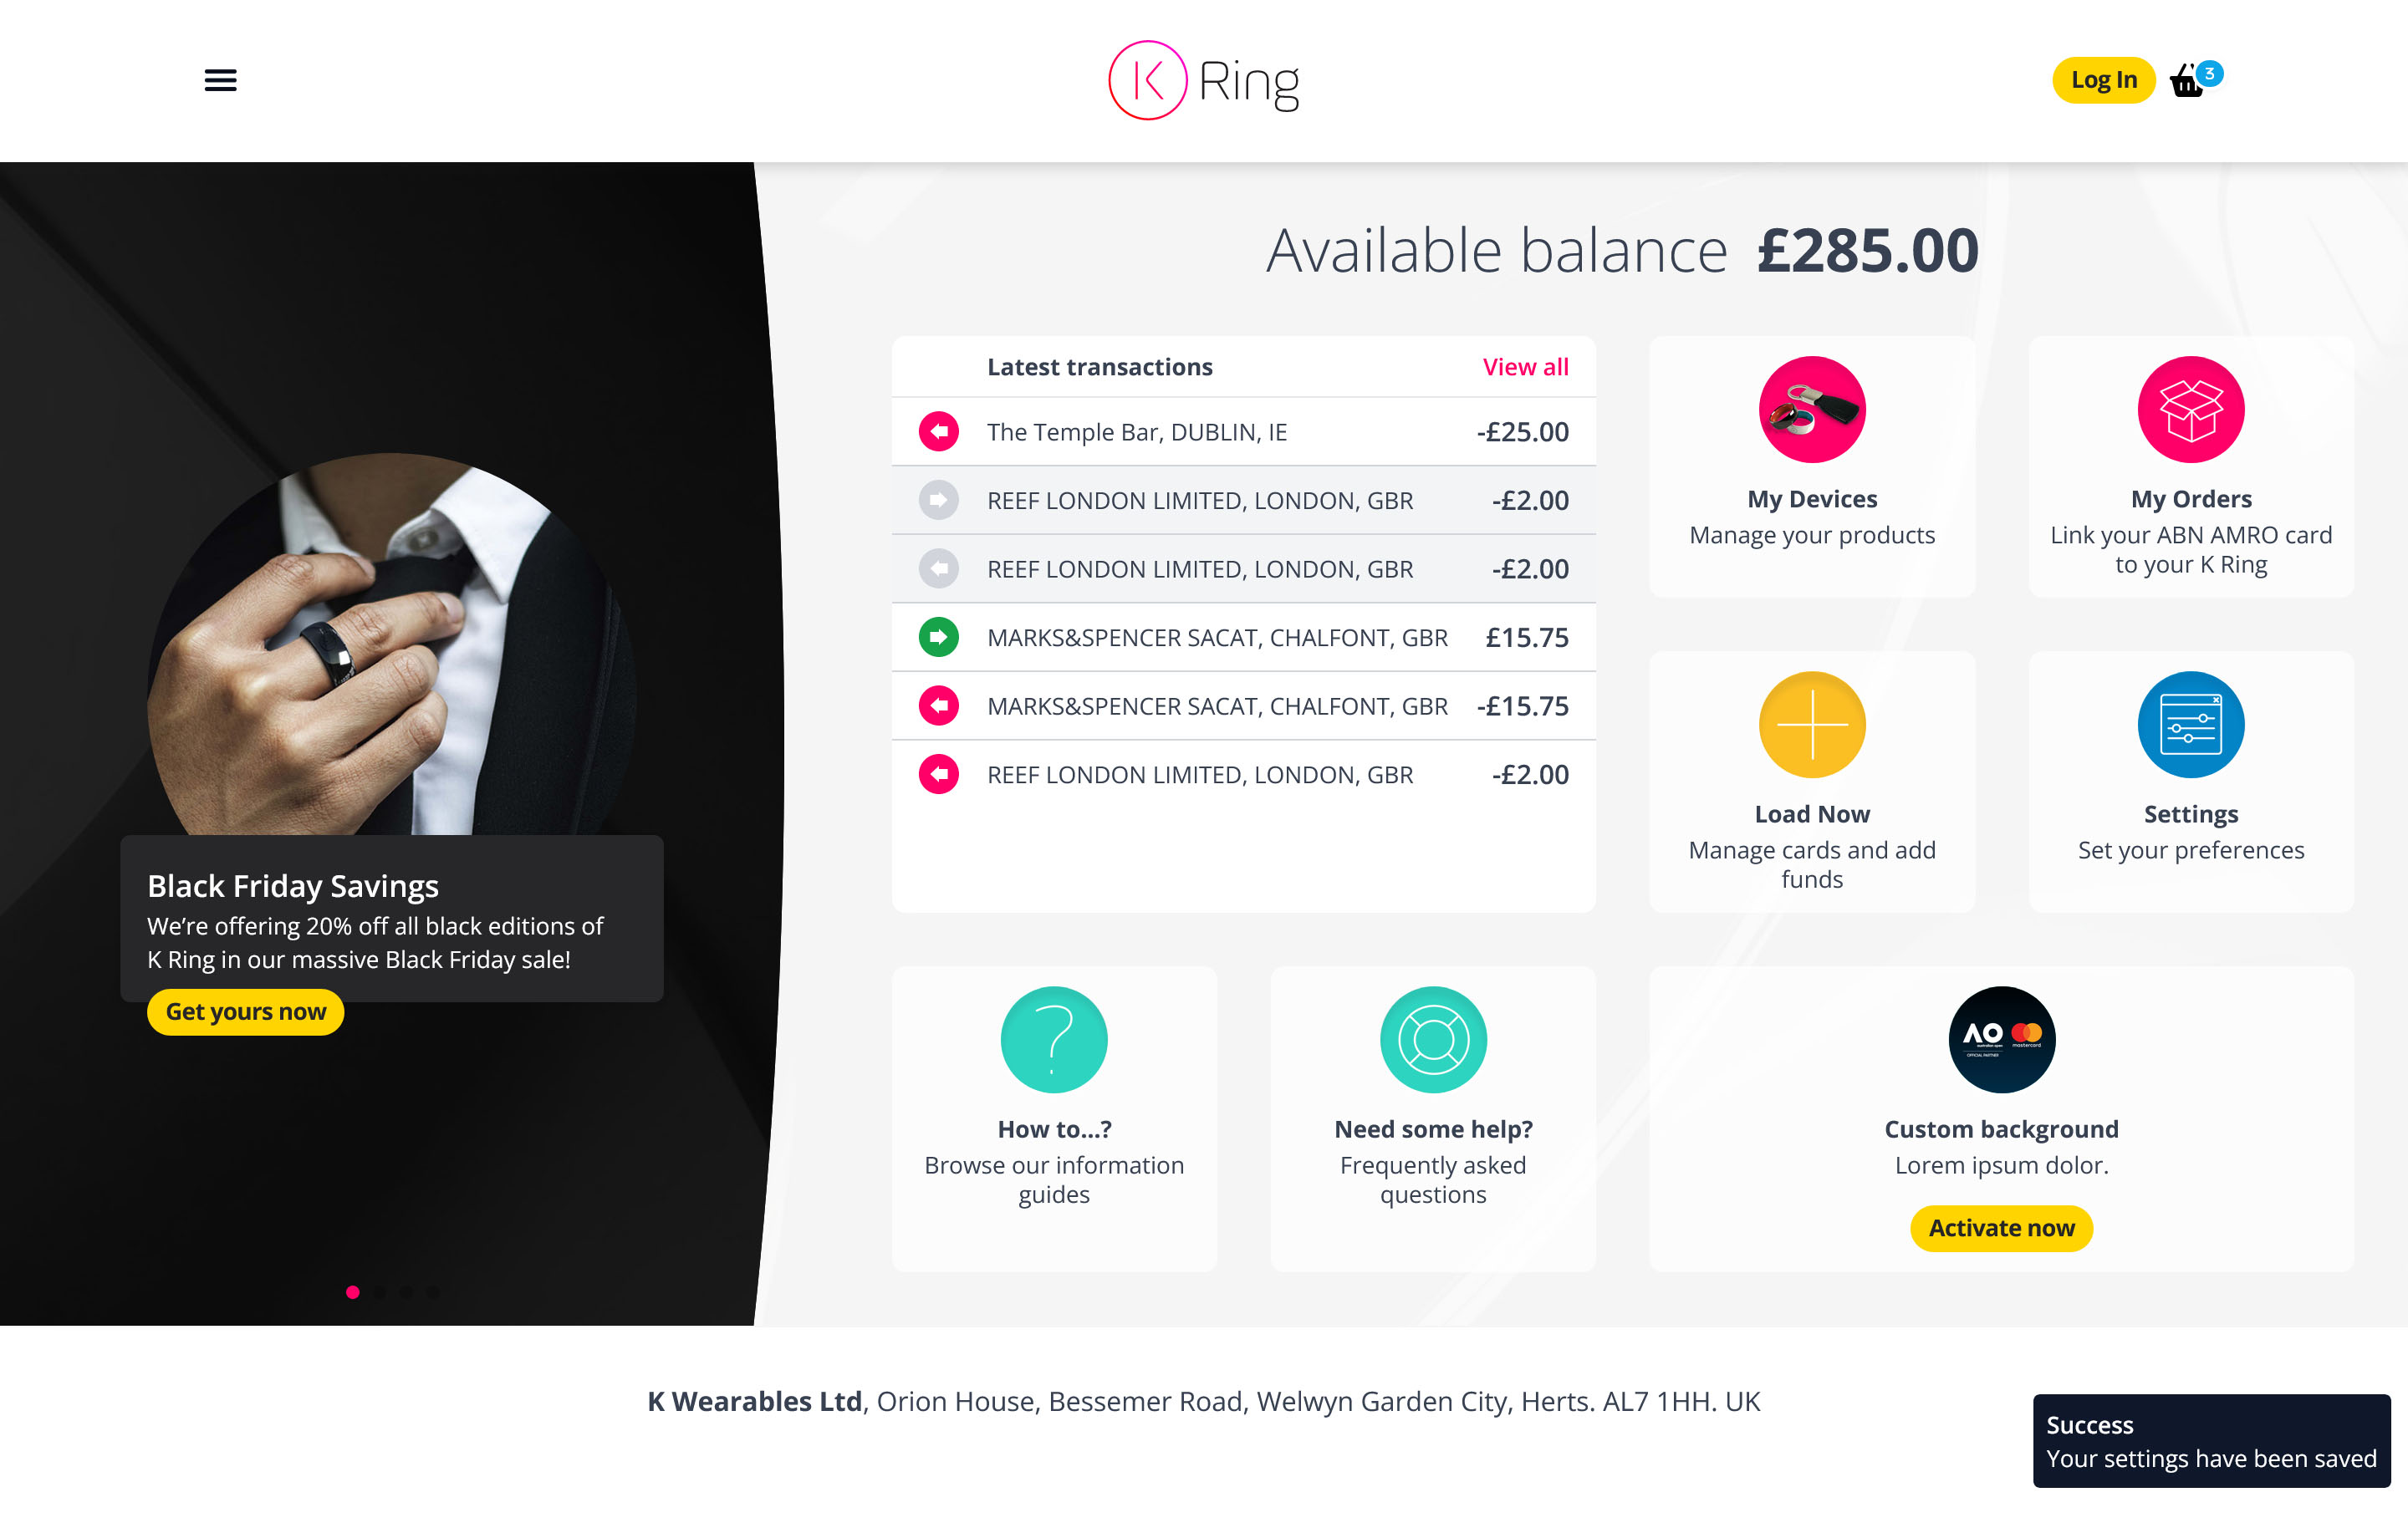 K Ring
Log In
3
Available balance £285.00
Latest transactions View all
The Temple Bar, DUBLIN, IE -£25.00
REEF LONDON LIMITED, LONDON, GBR -£2.00
REEF LONDON LIMITED, LONDON, GBR -£2.00
MARKS&SPENCER SACAT, CHALFONT, GBR £15.75
MARKS&SPENCER SACAT, CHALFONT, GBR -£15.75
REEF LONDON LIMITED, LONDON, GBR -£2.00
My Devices
Manage your products
My Orders
Link your ABN AMRO card
to your K Ring
Load Now
Manage cards and add
funds
Settings
Set your preferences
Black Friday Savings
We’re offering 20% off all black editions of
K Ring in our massive Black Friday sale!
Get yours now
How to...?
Browse our information
guides
Need some help?
Frequently asked
questions
AO
australian open
OFFICIAL PARTNER
mastercard
Custom background
Lorem ipsum dolor.
Activate now
K Wearables Ltd, Orion House, Bessemer Road, Welwyn Garden City, Herts. AL7 1HH. UK
Success
Your settings have been saved